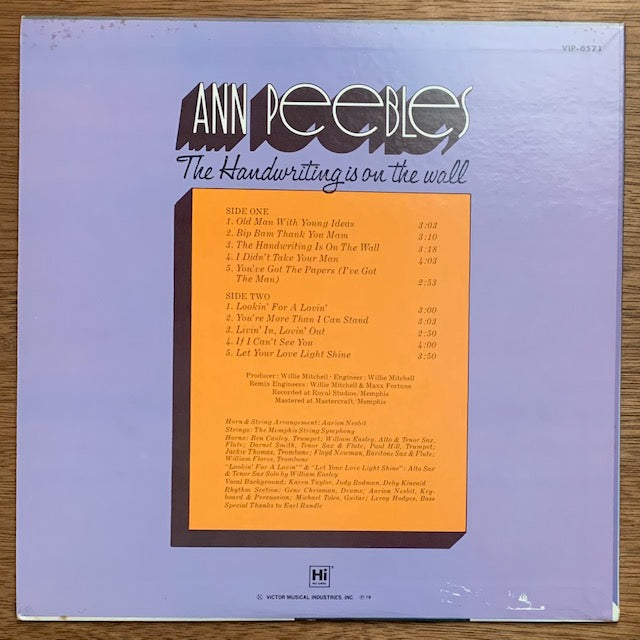 VIP-6571
ANN PEEBLES
The Handwriting is on the wall
SIDE ONE
1. Old Man With Young Ideas 3:03
2. Bip Bam Thank You Mam 3:10
3. The Handwriting Is On The Wall 3:18
4. I Didn't Take Your Man 4:03
5. You've Got The Papers (I've Got
The Man) 2:53
SIDE TWO
1. Lookin' For A Lovin' 3:00
2. You're More Than I Can Stand 3:03
3. Livin' In, Lovin' Out 2:50
4. If I Can't See You 4:00
5. Let Your Love Light Shine 3:50
Producer: Willie Mitchell · Engineer: Willie Mitchell
Remix Engineers: Willie Mitchell & Maxx Fortune
Recorded at Royal Studios/Memphis
Mastered at Mastercraft/Memphis
Horn & String Arrangement: Aarion Nesbit
Strings: The Memphis String Symphony
Horns: Ben Cauley, Trumpet; William Easley, Alto & Tenor Sax,
Flute; Darnel Smith, Tenor Sax & Flute; Paul Hill, Trumpet;
Jackie Thomas, Trombone; Floyd Newman, Baritone Sax & Flute;
William Flores, Trombone
"Lookin' For A Lovin'" & "Let Your Love Light Shine": Alto Sax
& Tenor Sax Solo by William Easley
Vocal Background: Karen Taylor, Judy Rodman, Deby Kincaid
Rhythm Section: Gene Chrisman, Drums; Aarion Nesbit, Key-
board & Percussion; Michael Toles, Guitar; Leroy Hodges, Bass
Special Thanks to Earl Randle
Hi
RECORDS
VICTOR MUSICAL INDUSTRIES, INC. ℗ 78